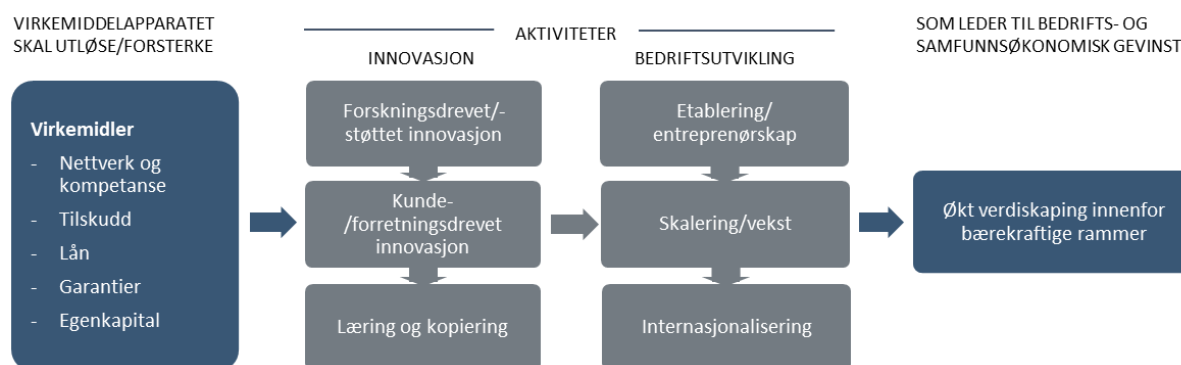 VIRKEMIDDELAPPARATET
SKAL UTLØSE/FORSTERKE
Virkemidler
- Nettverk og
kompetanse
- Tilskudd
- Lån
- Garantier
- Egenkapital
AKTIVITETER
INNOVASJON
Forskningsdrevet/-
støttet innovasjon
Kunde-
/forretningsdrevet
innovasjon
Læring og kopiering
BEDRIFTSUTVIKLING
Etablering/
entreprenørskap
Skalering/vekst
Internasjonalisering
SOM LEDER TIL BEDRIFTS- OG
SAMFUNNSØKONOMISK GEVINST
Økt verdiskaping innenfor
bærekraftige rammer